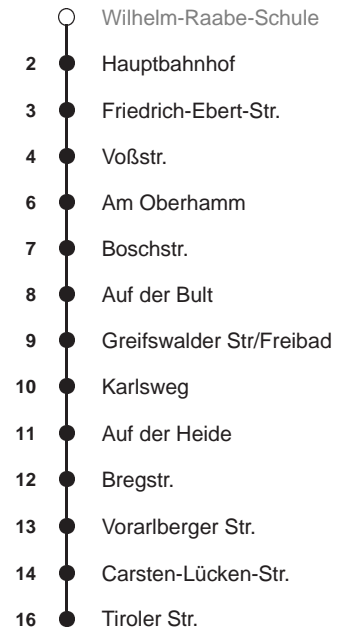 Wilhelm-Raabe-Schule
2 Hauptbahnhof
3 Friedrich-Ebert-Str.
4 Voßstr.
6 Am Oberhamm
7 Boschstr.
8 Auf der Bult
9 Greifswalder Str/Freibad
10 Karlsweg
11 Auf der Heide
12 Bregstr.
13 Vorarlberger Str.
14 Carsten-Lücken-Str.
16 Tiroler Str.